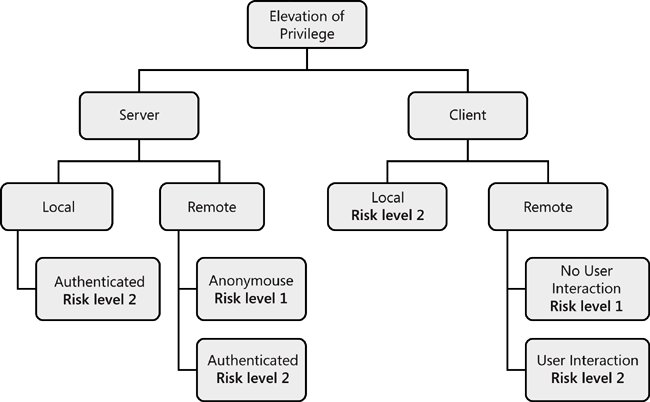 Elevation of
Privilege
Server
Client
Local
Remote
Local
Risk level 2
Remote
Authenticated
Risk level 2
Anonymouse
Risk level 1
No User
Interaction
Risk level 1
Authenticated
Risk level 2
User Interaction
Risk level 2